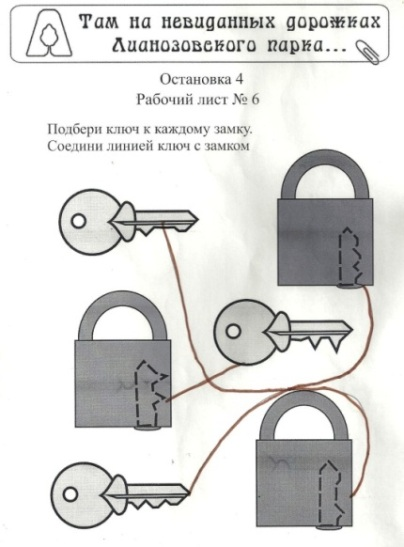 Там на невиданных дорожках
Лианозовского парка...
Остановка 4
Рабочий лист № 6
Подбери ключ к каждому замку.
Соедини линией ключ с замком